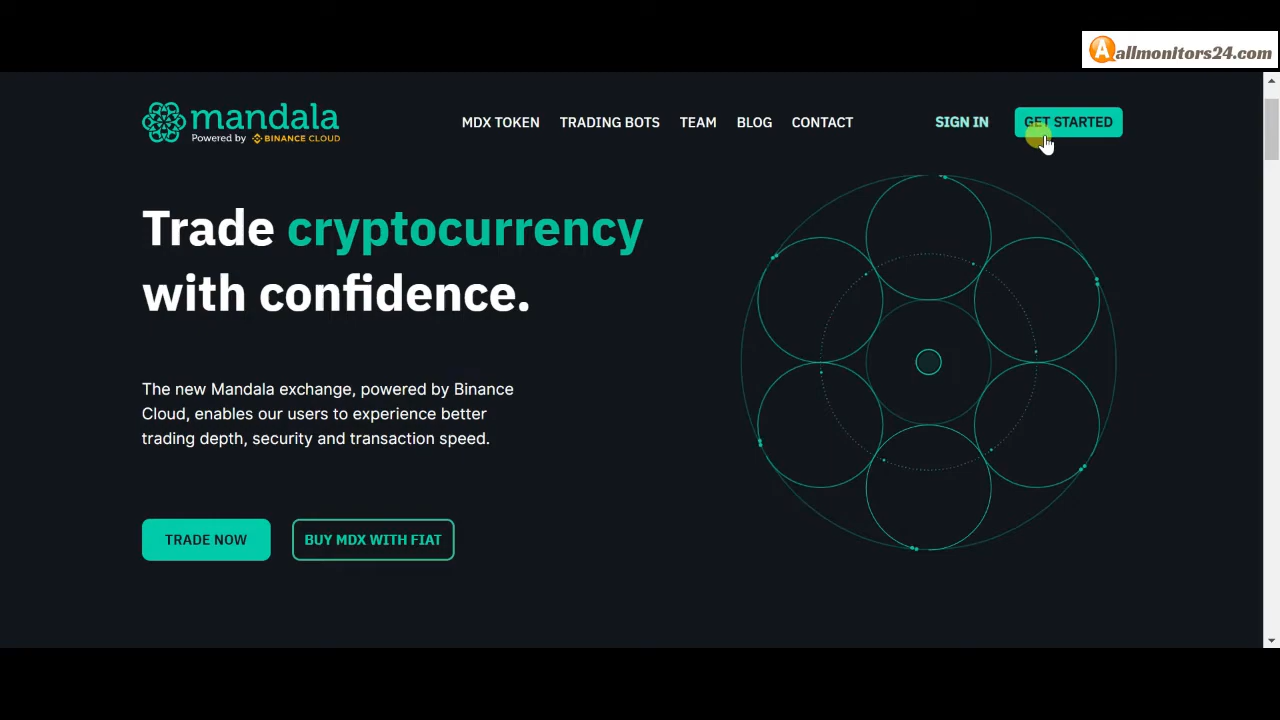 allmonitors24.com
mandala
Powered by BINANCE CLOUD
MDX TOKEN TRADING BOTS TEAM BLOG CONTACT SIGN IN GET STARTED
Trade cryptocurrency
with confidence.
The new Mandala exchange, powered by Binance
Cloud, enables our users to experience better
trading depth, security and transaction speed.
TRADE NOW BUY MDX WITH FIAT